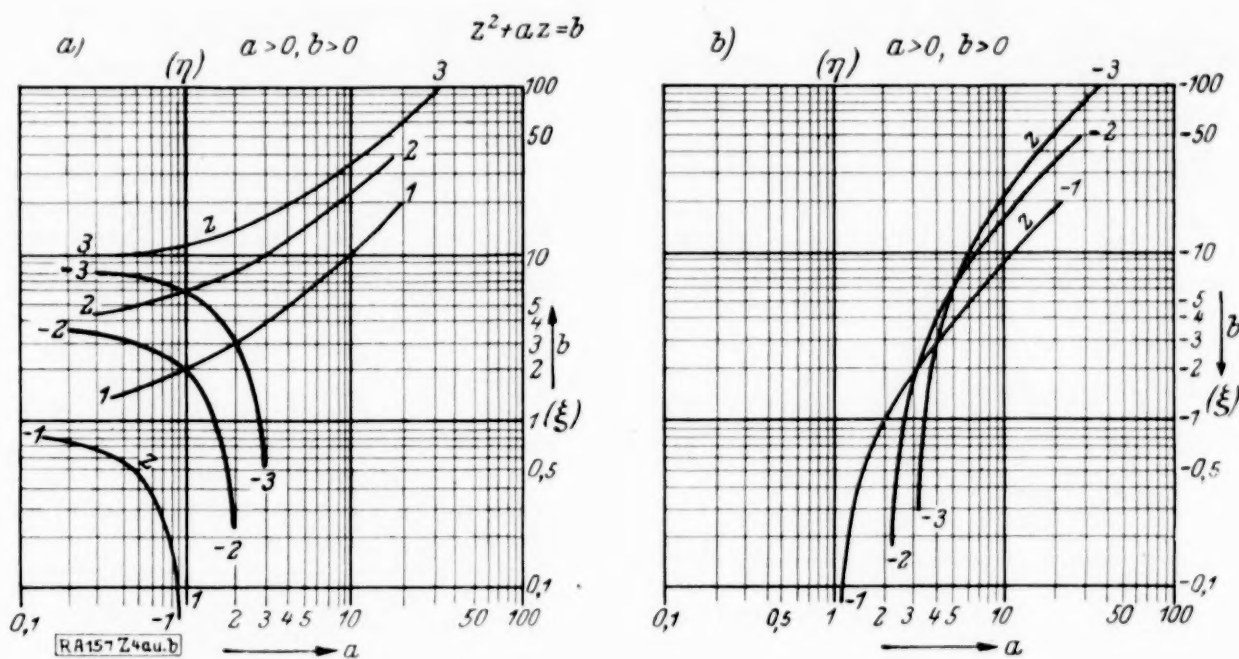 a) (η) a>0, b>0 z²+az=b
3
100
50
2
1
z
3
10
-3
2
5
4
b
-2
3
2
1
1 (ξ)
-1
z
0,5
-3
-2
0,1
1
0,1 -1 2 3 4 5 10 50 100
RA157 Z4au.b
a
b) (η) a>0, b>0
-3
-100
z
-2
-50
-1
z
-10
-5
-4
b
-3
-2
(ξ)
-1
-0,5
-3
-2
-0,1
-1
0,1 1 2 3 4 5 10 50 100
a